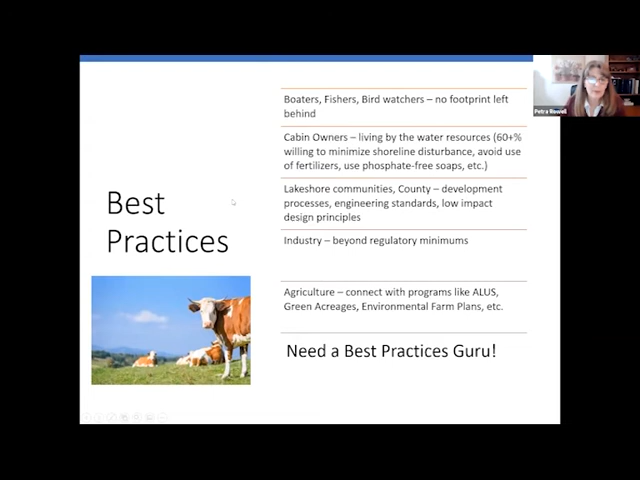 Best
Practices
Boaters, Fishers, Bird watchers – no footprint left
behind
Cabin Owners – living by the water resources (60+%
willing to minimize shoreline disturbance, avoid use
of fertilizers, use phosphate-free soaps, etc.)
Lakeshore communities, County – development
processes, engineering standards, low impact
design principles
Industry – beyond regulatory minimums
Agriculture – connect with programs like ALUS,
Green Acreages, Environmental Farm Plans, etc.
Need a Best Practices Guru!
Petra Rowell